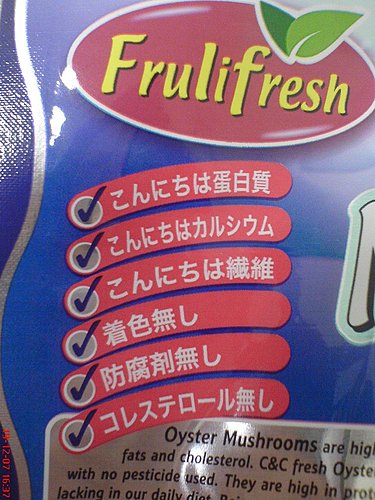 Frulifresh
こんにちは蛋白質
こんにちはカルシウム
こんにちは繊維
着色無し
防腐剤無し
コレステロール無し
Oyster Mushrooms are high
fats and cholesterol. C&C fresh Oyste
with no pesticide used. They are high in prot
lacking in our daily diet.